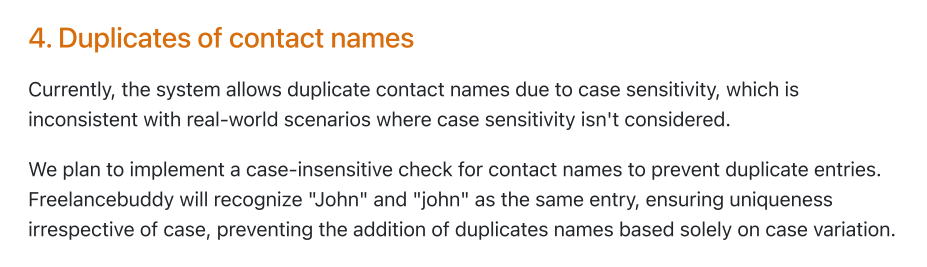 4. Duplicates of contact names
Currently, the system allows duplicate contact names due to case sensitivity, which is
inconsistent with real-world scenarios where case sensitivity isn't considered.
We plan to implement a case-insensitive check for contact names to prevent duplicate entries.
Freelancebuddy will recognize "John" and "john" as the same entry, ensuring uniqueness
irrespective of case, preventing the addition of duplicates names based solely on case variation.